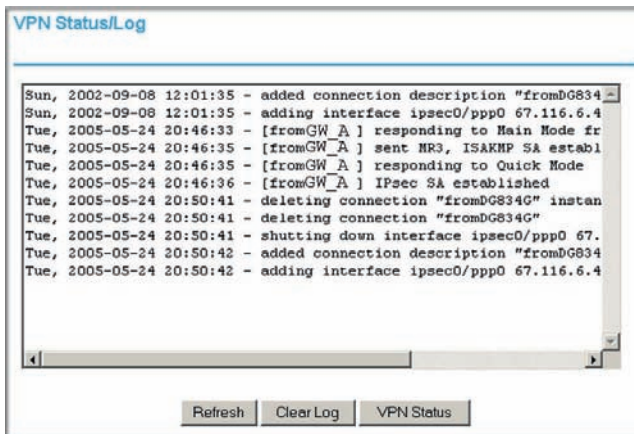 VPN Status/Log
Sun, 2002-09-08 12:01:35 - added connection description "fromDG834
Sun, 2002-09-08 12:01:35 - adding interface ipsec0/ppp0 67.116.6.4
Tue, 2005-05-24 20:46:33 - [fromGW_A ] responding to Main Mode fr
Tue, 2005-05-24 20:46:35 - [fromGW_A ] sent MR3, ISAKMP SA establ
Tue, 2005-05-24 20:46:35 - [fromGW_A ] responding to Quick Mode
Tue, 2005-05-24 20:46:36 - [fromGW_A ] IPsec SA established
Tue, 2005-05-24 20:50:41 - deleting connection "fromDG834G" instan
Tue, 2005-05-24 20:50:41 - deleting connection "fromDG834G"
Tue, 2005-05-24 20:50:41 - shutting down interface ipsec0/ppp0 67.
Tue, 2005-05-24 20:50:42 - added connection description "fromDG834
Tue, 2005-05-24 20:50:42 - adding interface ipsec0/ppp0 67.116.6.4
Refresh Clear Log VPN Status